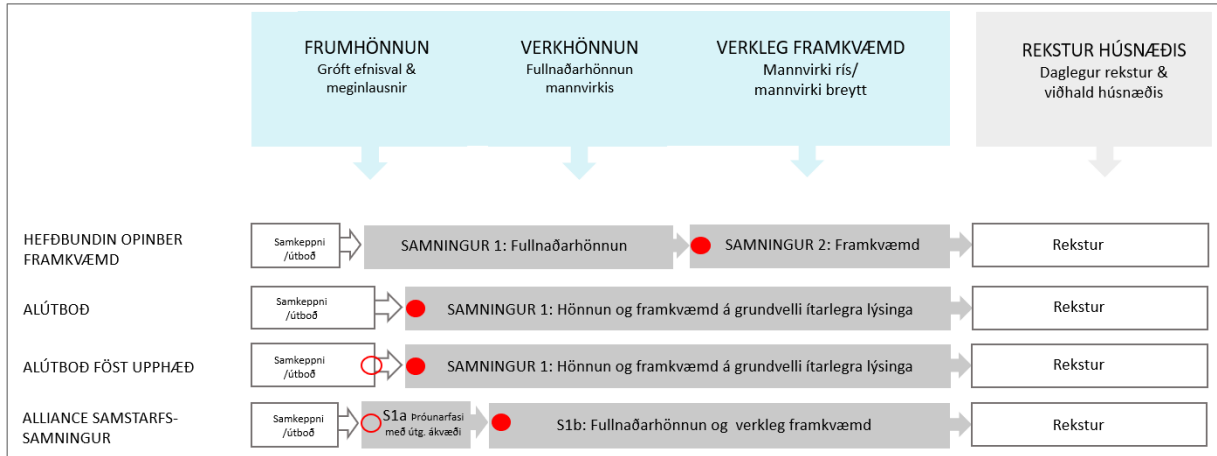 FRUMHÖNNUN
Gróft efnisval &
meginlausnir
VERKHÖNNUN
Fullnaðarhönnun
mannvirkis
VERKLEG FRAMKVÆMD
Mannvirki rís/
mannvirki breytt
REKSTUR HÚSNÆÐIS
Daglegur rekstur &
viðhald húsnæðis
HEFÐBUNDIN OPINBER
FRAMKVÆMD
Samkeppni
/útboð
SAMNINGUR 1: Fullnaðarhönnun
SAMNINGUR 2: Framkvæmd
Rekstur
ALÚTBOÐ
Samkeppni
/útboð
SAMNINGUR 1: Hönnun og framkvæmd á grundvelli ítarlegra lýsinga
Rekstur
ALÚTBOÐ FÖST UPPHÆÐ
Samkeppni
/útboð
SAMNINGUR 1: Hönnun og framkvæmd á grundvelli ítarlegra lýsinga
Rekstur
ALLIANCE SAMSTARFS-
SAMNINGUR
Samkeppni
/útboð
S1a Þróunarfasi
með útg. ákvæði
S1b: Fullnaðarhönnun og verkleg framkvæmd
Rekstur